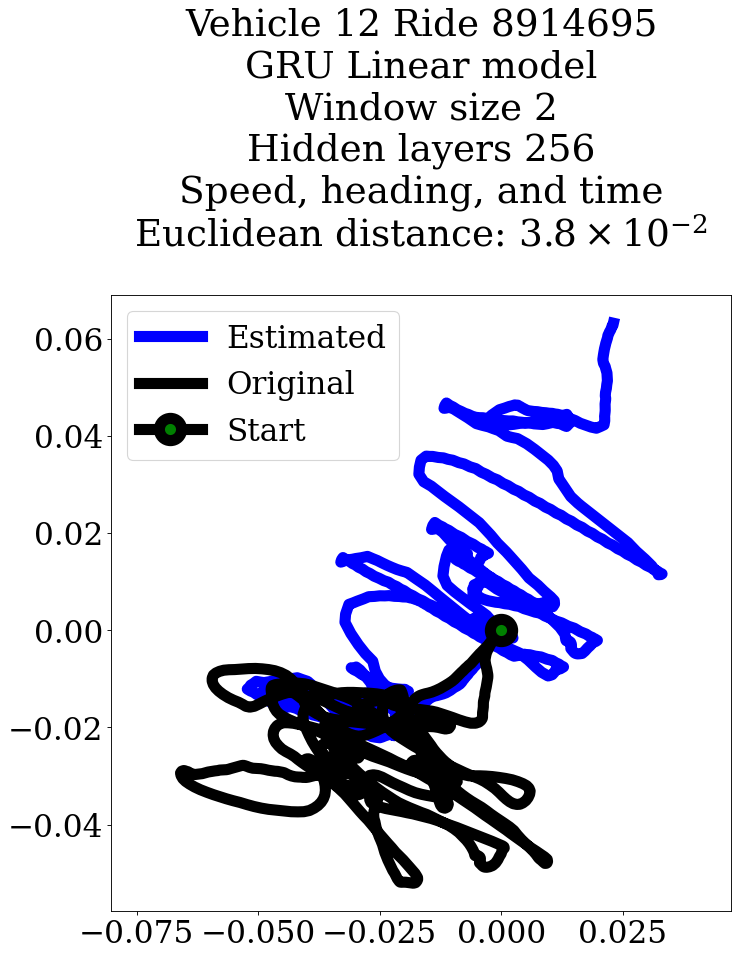 Vehicle 12 Ride 8914695
GRU Linear model
Window size 2
Hidden layers 256
Speed, heading, and time
Euclidean distance: 3.8 × 10⁻²
Estimated
Original
Start
0.06
0.04
0.02
0.00
−0.02
−0.04
−0.075 −0.050 −0.025 0.000 0.025